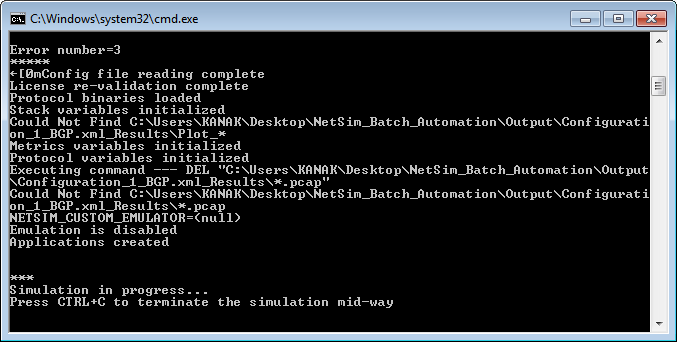 C:\Windows\system32\cmd.exe
Error number=3
*****
←[0mConfig file reading complete
License re-validation complete
Protocol binaries loaded
Stack variables initialized
Could Not Find C:\Users\KANAK\Desktop\NetSim_Batch_Automation\Output\Configurati
on_1_BGP.xml_Results\Plot_*
Metrics variables initialized
Protocol variables initialized
Executing command --- DEL "C:\Users\KANAK\Desktop\NetSim_Batch_Automation\Output
\Configuration_1_BGP.xml_Results\*.pcap"
Could Not Find C:\Users\KANAK\Desktop\NetSim_Batch_Automation\Output\Configurati
on_1_BGP.xml_Results\*.pcap
NETSIM_CUSTOM_EMULATOR=(null)
Emulation is disabled
Applications created
***
Simulation in progress...
Press CTRL+C to terminate the simulation mid-way